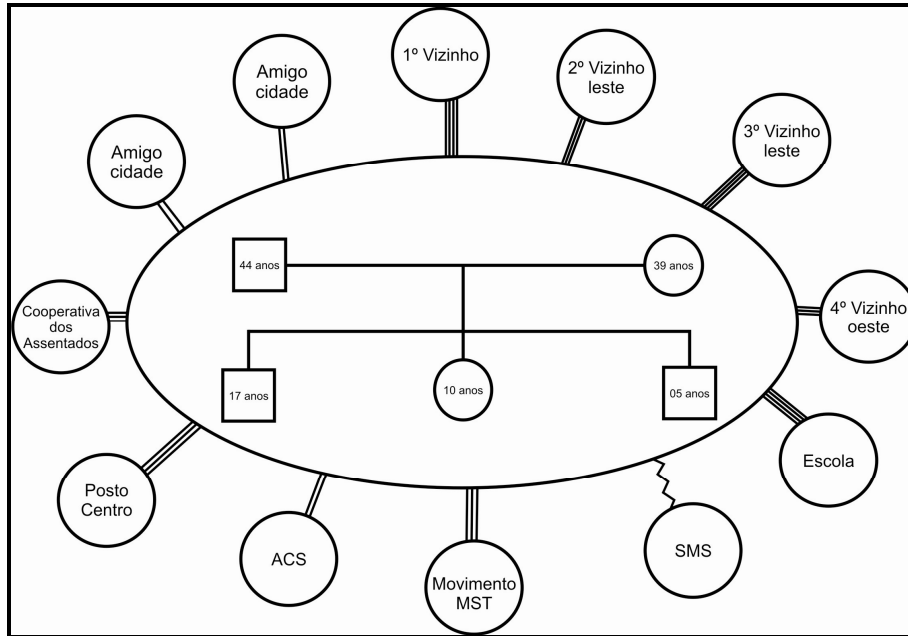 1º Vizinho
2º Vizinho
leste
Amigo
cidade
3º Vizinho
leste
Amigo
cidade
44 anos
39 anos
Cooperativa
dos
Assentados
4º Vizinho
oeste
17 anos
10 anos
05 anos
Escola
Posto
Centro
ACS
SMS
Movimento
MST